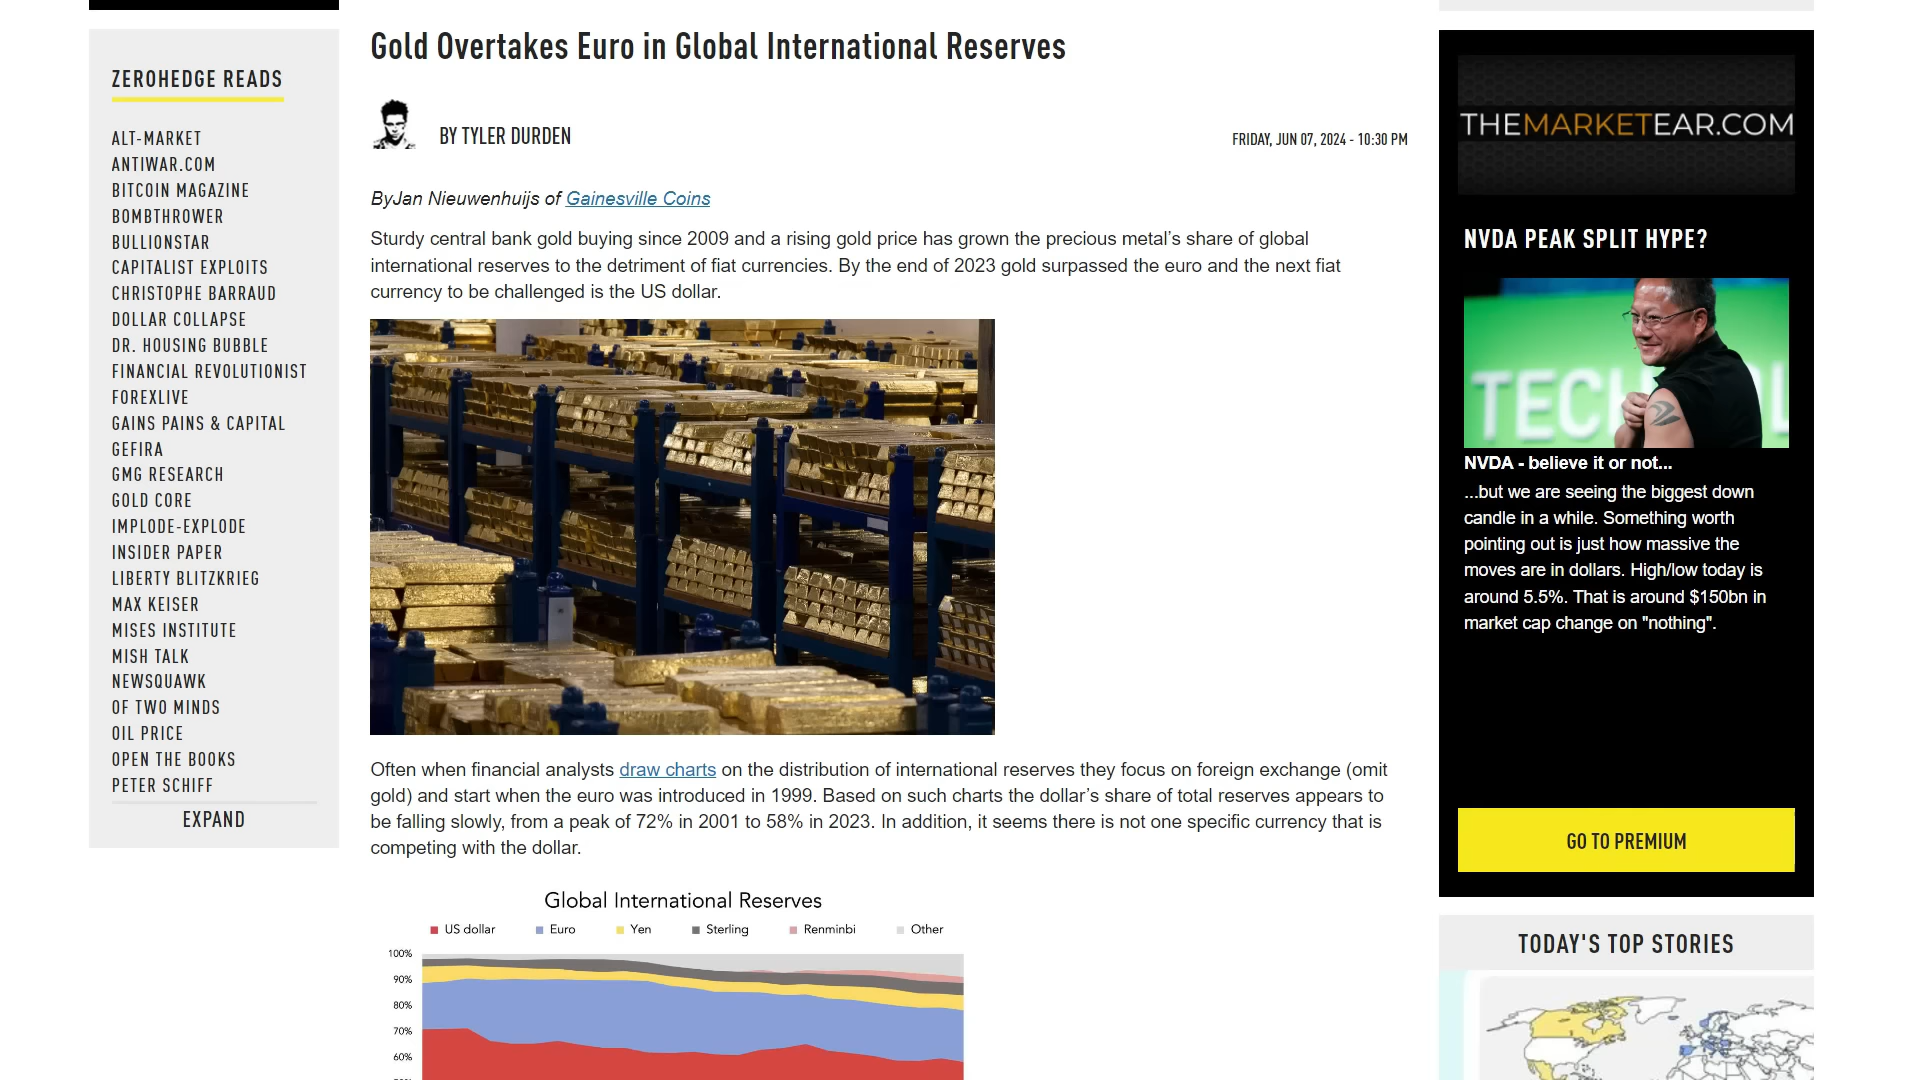 ZEROHEDGE READS
ALT-MARKET
ANTIWAR.COM
BITCOIN MAGAZINE
BOMBTHROWER
BULLIONSTAR
CAPITALIST EXPLOITS
CHRISTOPHE BARRAUD
DOLLAR COLLAPSE
DR. HOUSING BUBBLE
FINANCIAL REVOLUTIONIST
FOREXLIVE
GAINS PAINS & CAPITAL
GEFIRA
GMG RESEARCH
GOLD CORE
IMPLODE-EXPLODE
INSIDER PAPER
LIBERTY BLITZKRIEG
MAX KEISER
MISES INSTITUTE
MISH TALK
NEWSQUAWK
OF TWO MINDS
OIL PRICE
OPEN THE BOOKS
PETER SCHIFF
EXPAND
Gold Overtakes Euro in Global International Reserves
BY TYLER DURDEN
FRIDAY, JUN 07, 2024 - 10:30 PM
ByJan Nieuwenhuijs of Gainesville Coins
Sturdy central bank gold buying since 2009 and a rising gold price has grown the precious metal’s share of global
international reserves to the detriment of fiat currencies. By the end of 2023 gold surpassed the euro and the next fiat
currency to be challenged is the US dollar.
Often when financial analysts draw charts on the distribution of international reserves they focus on foreign exchange (omit
gold) and start when the euro was introduced in 1999. Based on such charts the dollar’s share of total reserves appears to
be falling slowly, from a peak of 72% in 2001 to 58% in 2023. In addition, it seems there is not one specific currency that is
competing with the dollar.
Global International Reserves
US dollar Euro Yen Sterling Renminbi Other
100%
90%
80%
70%
60%
THEMARKETEAR.COM
NVDA PEAK SPLIT HYPE?
TECH
NVDA - believe it or not...
...but we are seeing the biggest down
candle in a while. Something worth
pointing out is just how massive the
moves are in dollars. High/low today is
around 5.5%. That is around $150bn in
market cap change on "nothing".
GO TO PREMIUM
TODAY'S TOP STORIES